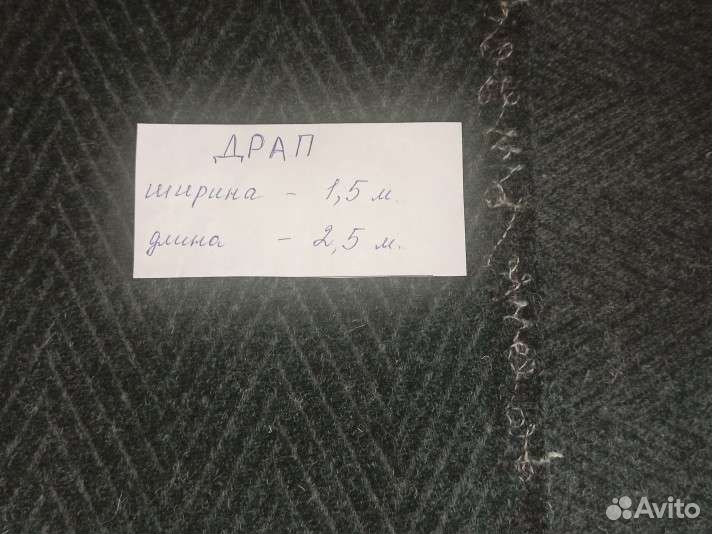 ДРАП
ширина - 1,5 м.
длина - 2,5 м.
Avito